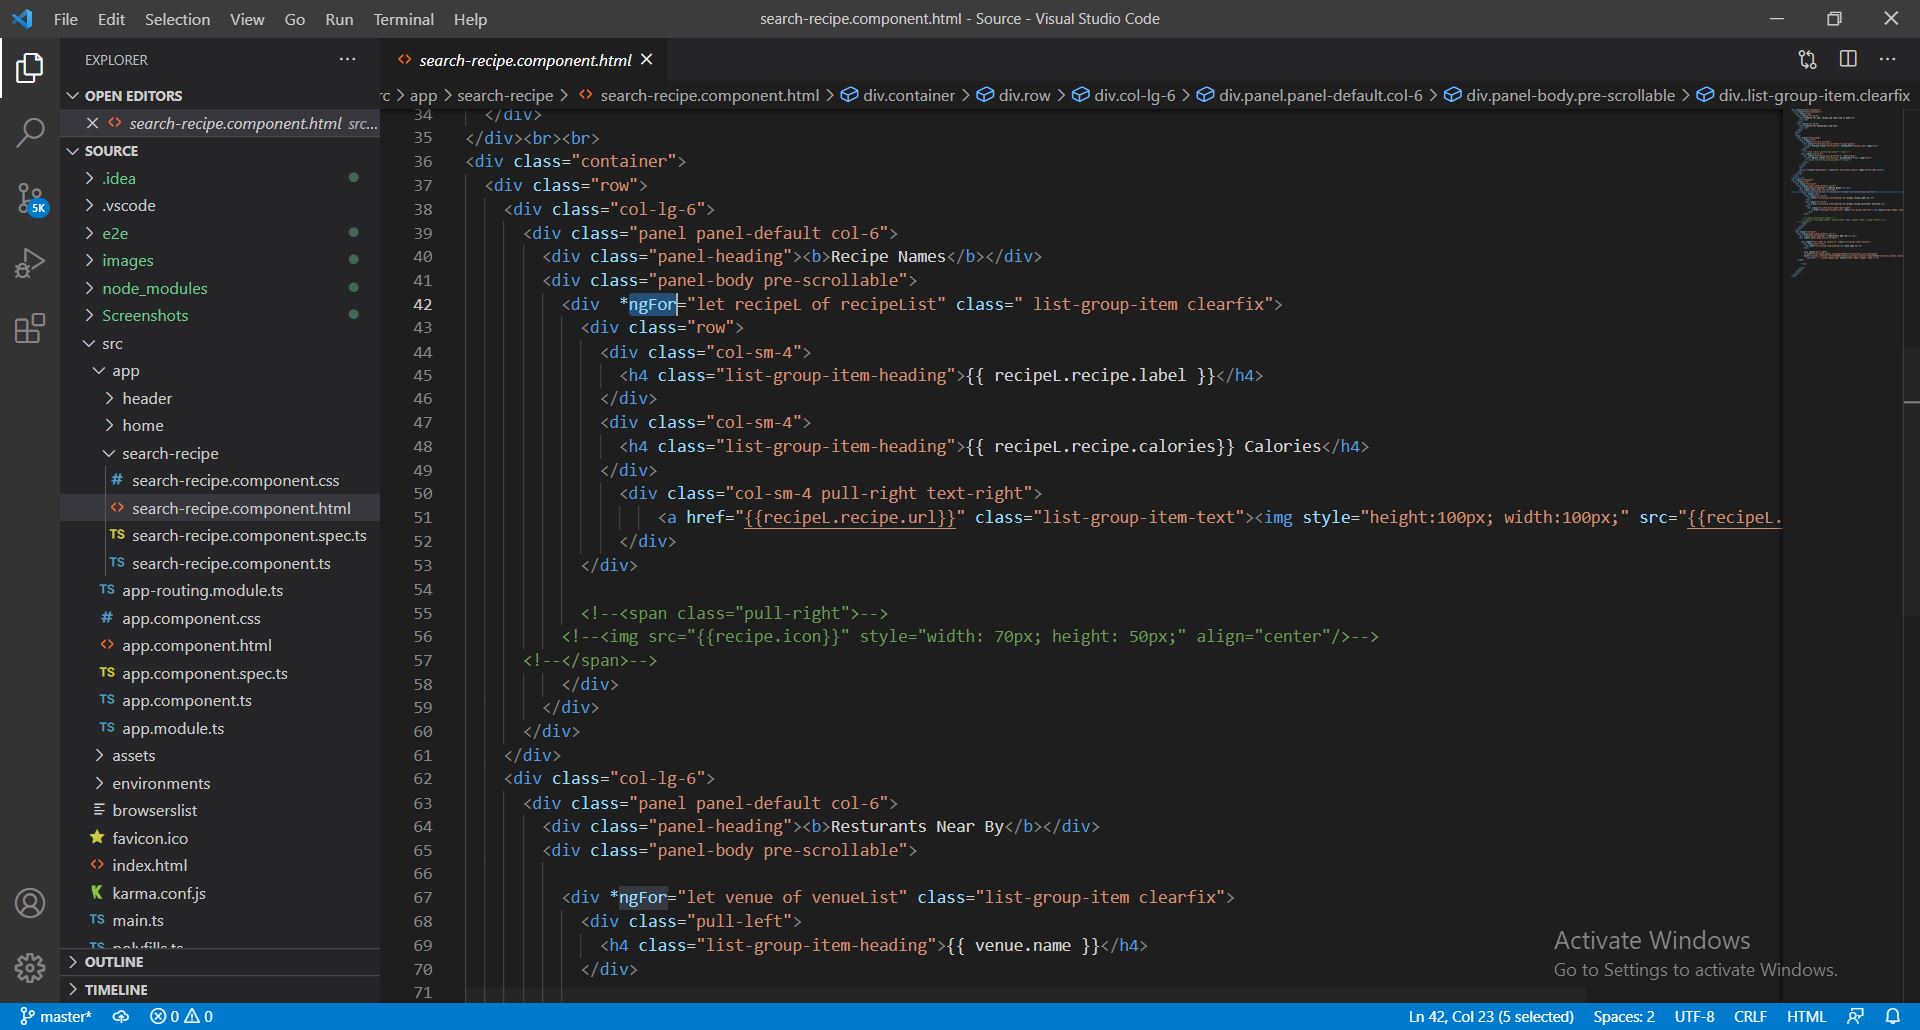 File Edit Selection View Go Run Terminal Help
search-recipe.component.html - Source - Visual Studio Code
EXPLORER
OPEN EDITORS
search-recipe.component.html src...
SOURCE
.idea
.vscode
e2e
images
node_modules
Screenshots
src
app
header
home
search-recipe
# search-recipe.component.css
<> search-recipe.component.html
TS search-recipe.component.spec.ts
TS search-recipe.component.ts
TS app-routing.module.ts
# app.component.css
<> app.component.html
TS app.component.spec.ts
TS app.component.ts
TS app.module.ts
assets
environments
browserslist
favicon.ico
<> index.html
karma.conf.js
TS main.ts
TS polyfills.ts
OUTLINE
TIMELINE
5K
<> search-recipe.component.html
rc > app > search-recipe > <> search-recipe.component.html > div.container > div.row > div.col-lg-6 > div.panel.panel-default.col-6 > div.panel-body.pre-scrollable > div..list-group-item.clearfix
34 </div>
35 </div><br><br>
36 <div class="container">
37 <div class="row">
38 <div class="col-lg-6">
39 <div class="panel panel-default col-6">
40 <div class="panel-heading"><b>Recipe Names</b></div>
41 <div class="panel-body pre-scrollable">
42 <div  *ngFor="let recipeL of recipeList" class=" list-group-item clearfix">
43 <div class="row">
44 <div class="col-sm-4">
45 <h4 class="list-group-item-heading">{{ recipeL.recipe.label }}</h4>
46 </div>
47 <div class="col-sm-4">
48 <h4 class="list-group-item-heading">{{ recipeL.recipe.calories}} Calories</h4>
49 </div>
50 <div class="col-sm-4 pull-right text-right">
51 <a href="{{recipeL.recipe.url}}" class="list-group-item-text"><img style="height:100px; width:100px;" src="{{recipeL.
52 </div>
53 </div>
54
55 <!--<span class="pull-right">-->
56 <!--<img src="{{recipe.icon}}" style="width: 70px; height: 50px;" align="center"/>-->
57 <!--</span>-->
58 </div>
59 </div>
60 </div>
61 </div>
62 <div class="col-lg-6">
63 <div class="panel panel-default col-6">
64 <div class="panel-heading"><b>Resturants Near By</b></div>
65 <div class="panel-body pre-scrollable">
66
67 <div *ngFor="let venue of venueList" class="list-group-item clearfix">
68 <div class="pull-left">
69 <h4 class="list-group-item-heading">{{ venue.name }}</h4>
70 </div>
71
Activate Windows
Go to Settings to activate Windows.
master* 0 0 Ln 42, Col 23 (5 selected) Spaces: 2 UTF-8 CRLF HTML